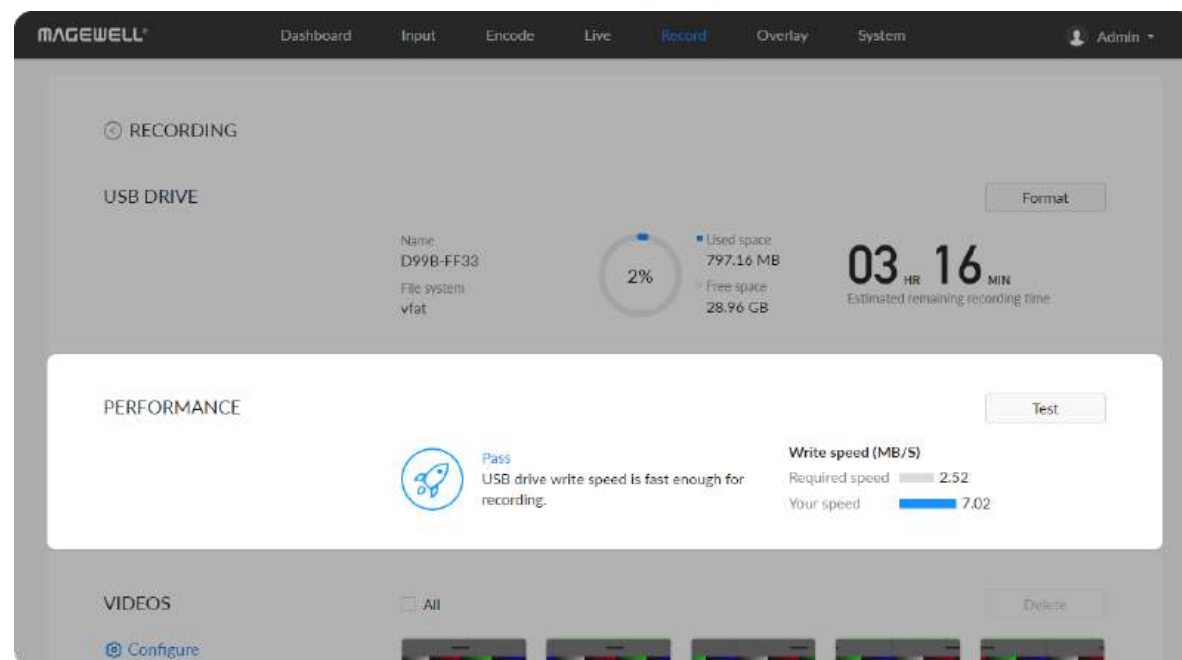 MAGEWELL®
Dashboard Input Encode Live Record Overlay System Admin
RECORDING
USB DRIVE
Format
Name
D99B-FF33
File system
vfat
2%
Used space
797.16 MB
Free space
28.96 GB
03 HR 16 MIN
Estimated remaining recording time
PERFORMANCE
Test
Pass
USB drive write speed is fast enough for
recording.
Write speed (MB/S)
Required speed 2.52
Your speed 7.02
VIDEOS
All
Delete
Configure